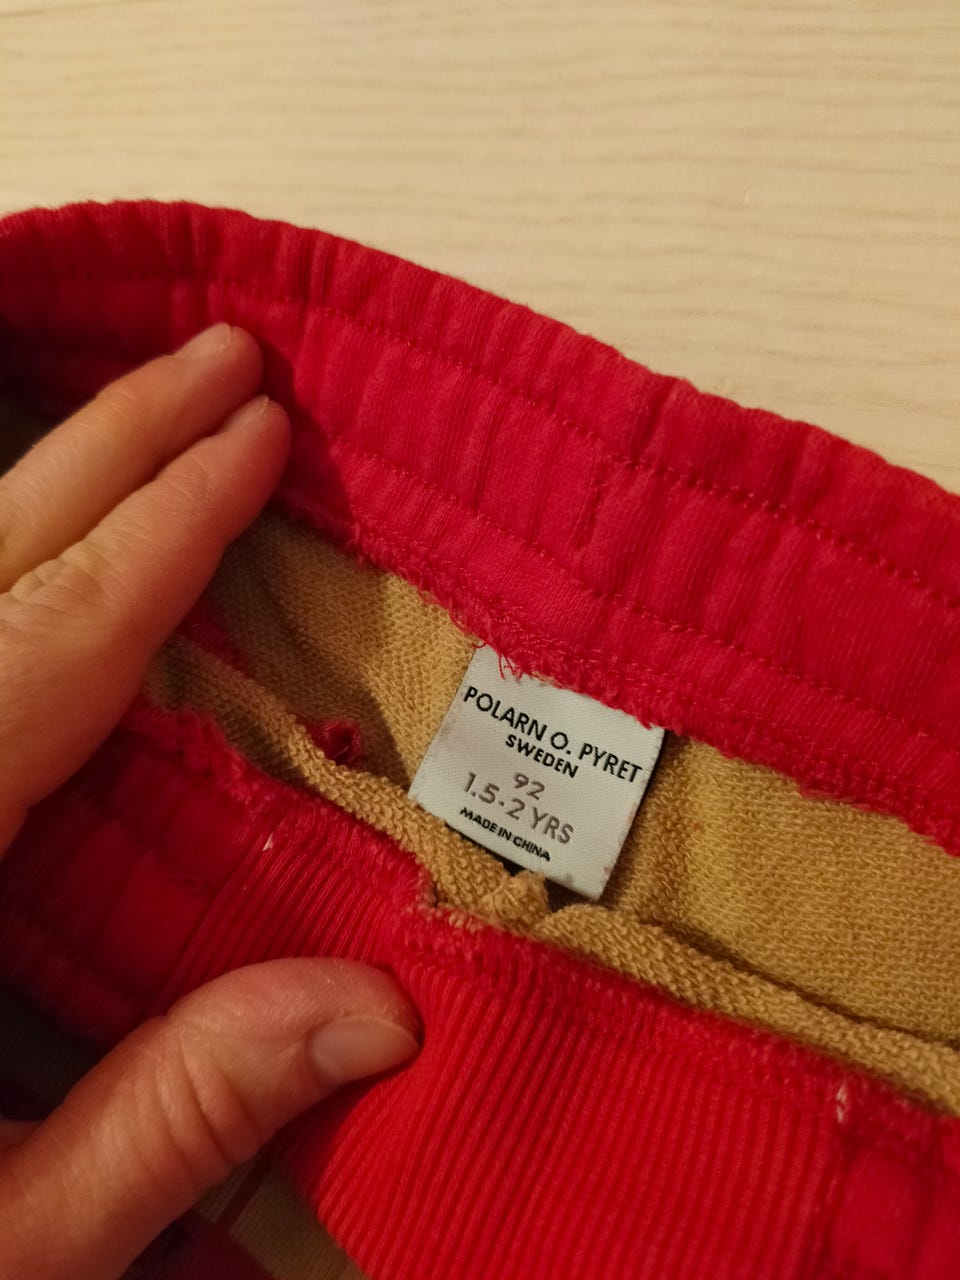 POLARN O. PYRET
SWEDEN
92
1.5-2 YRS
MADE IN CHINA